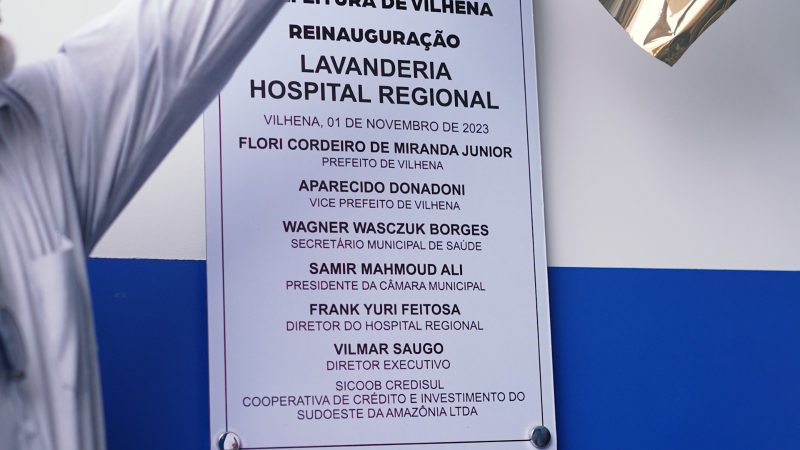 DE VILHENA
REINAUGURAÇÃO
LAVANDERIA
HOSPITAL REGIONAL
VILHENA, 01 DE NOVEMBRO DE 2023
FLORI CORDEIRO DE MIRANDA JUNIOR
PREFEITO DE VILHENA
APARECIDO DONADONI
VICE PREFEITO DE VILHENA
WAGNER WASCZUK BORGES
SECRETÁRIO MUNICIPAL DE SAÚDE
SAMIR MAHMOUD ALI
PRESIDENTE DA CÂMARA MUNICIPAL
FRANK YURI FEITOSA
DIRETOR DO HOSPITAL REGIONAL
VILMAR SAUGO
DIRETOR EXECUTIVO
SICOOB CREDISUL
COOPERATIVA DE CRÉDITO E INVESTIMENTO DO
SUDOESTE DA AMAZÔNIA LTDA